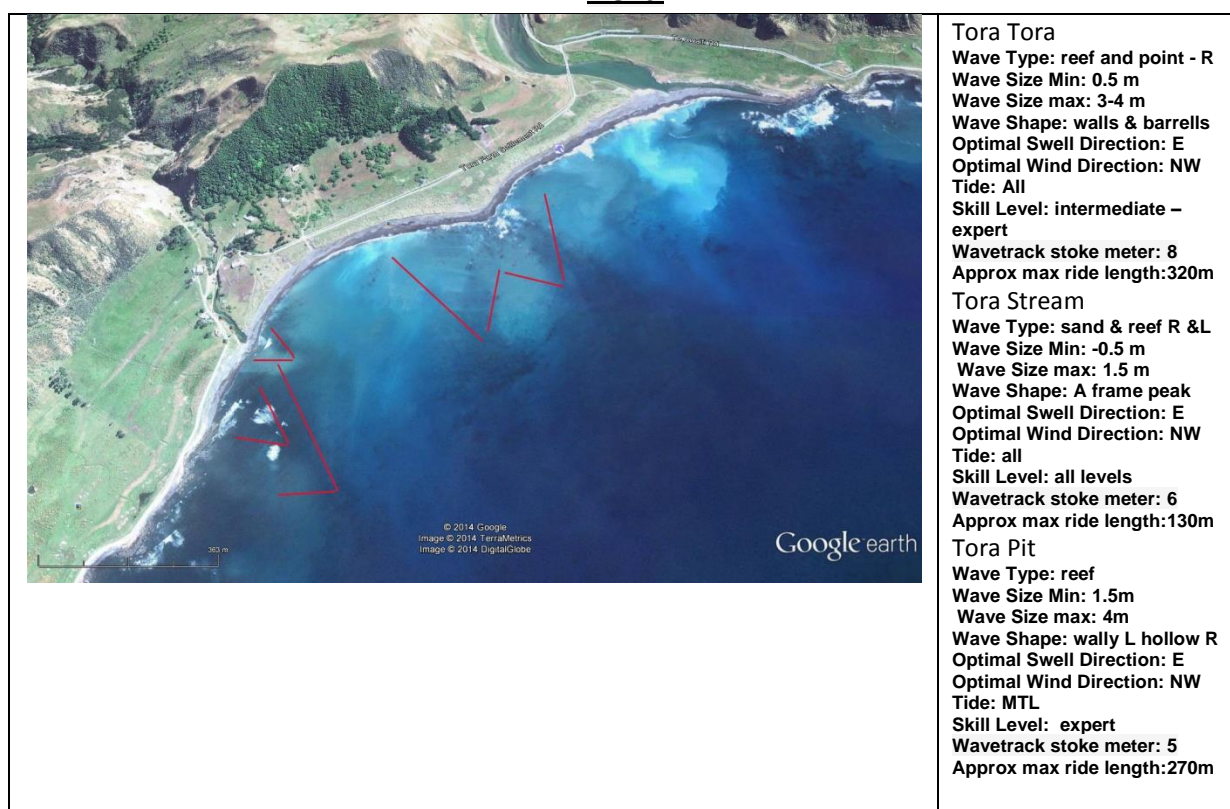 Tora Farm Settlement Rd
363 m
© 2014 Google
Image © 2014 TerraMetrics
Image © 2014 DigitalGlobe
Google earth
Tora Tora
Wave Type: reef and point - R
Wave Size Min: 0.5 m
Wave Size max: 3-4 m
Wave Shape: walls & barrells
Optimal Swell Direction: E
Optimal Wind Direction: NW
Tide: All
Skill Level: intermediate –
expert
Wavetrack stoke meter: 8
Approx max ride length:320m
Tora Stream
Wave Type: sand & reef R &L
Wave Size Min: -0.5 m
Wave Size max: 1.5 m
Wave Shape: A frame peak
Optimal Swell Direction: E
Optimal Wind Direction: NW
Tide: all
Skill Level: all levels
Wavetrack stoke meter: 6
Approx max ride length:130m
Tora Pit
Wave Type: reef
Wave Size Min: 1.5m
Wave Size max: 4m
Wave Shape: wally L hollow R
Optimal Swell Direction: E
Optimal Wind Direction: NW
Tide: MTL
Skill Level: expert
Wavetrack stoke meter: 5
Approx max ride length:270m